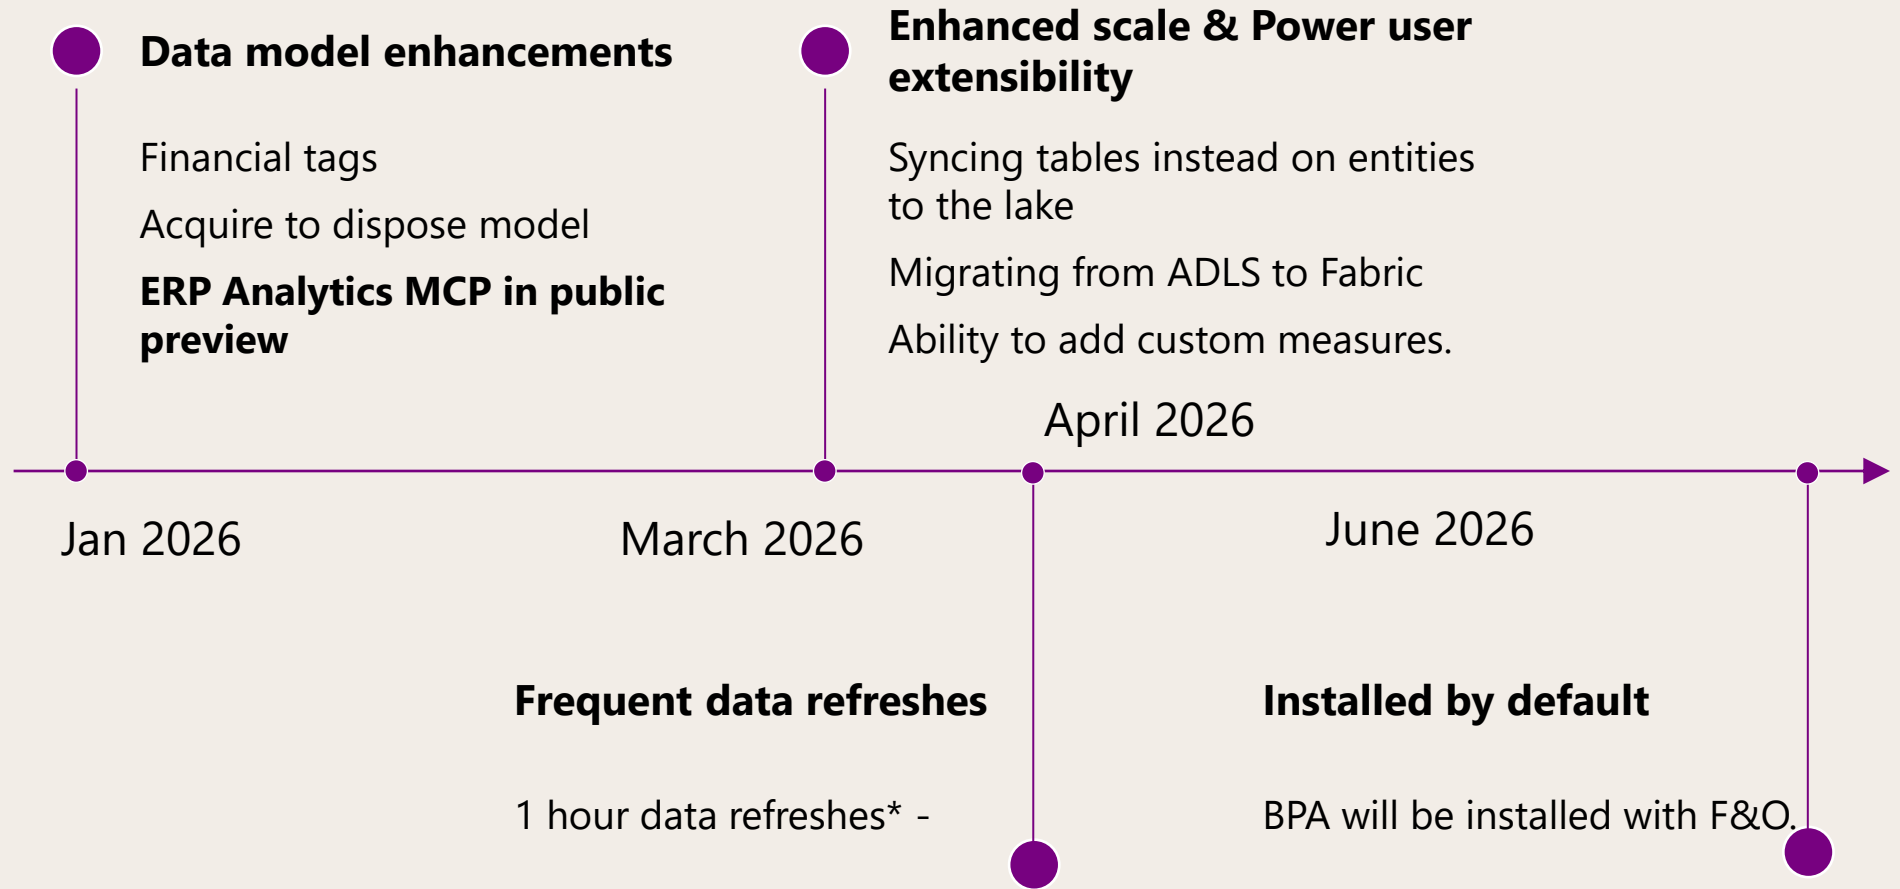 Data model enhancements
Financial tags
Acquire to dispose model
ERP Analytics MCP in public
preview
Enhanced scale & Power user
extensibility
Syncing tables instead on entities
to the lake
Migrating from ADLS to Fabric
Ability to add custom measures.
April 2026
Jan 2026
March 2026
June 2026
Frequent data refreshes
1 hour data refreshes* -
Installed by default
BPA will be installed with F&O.